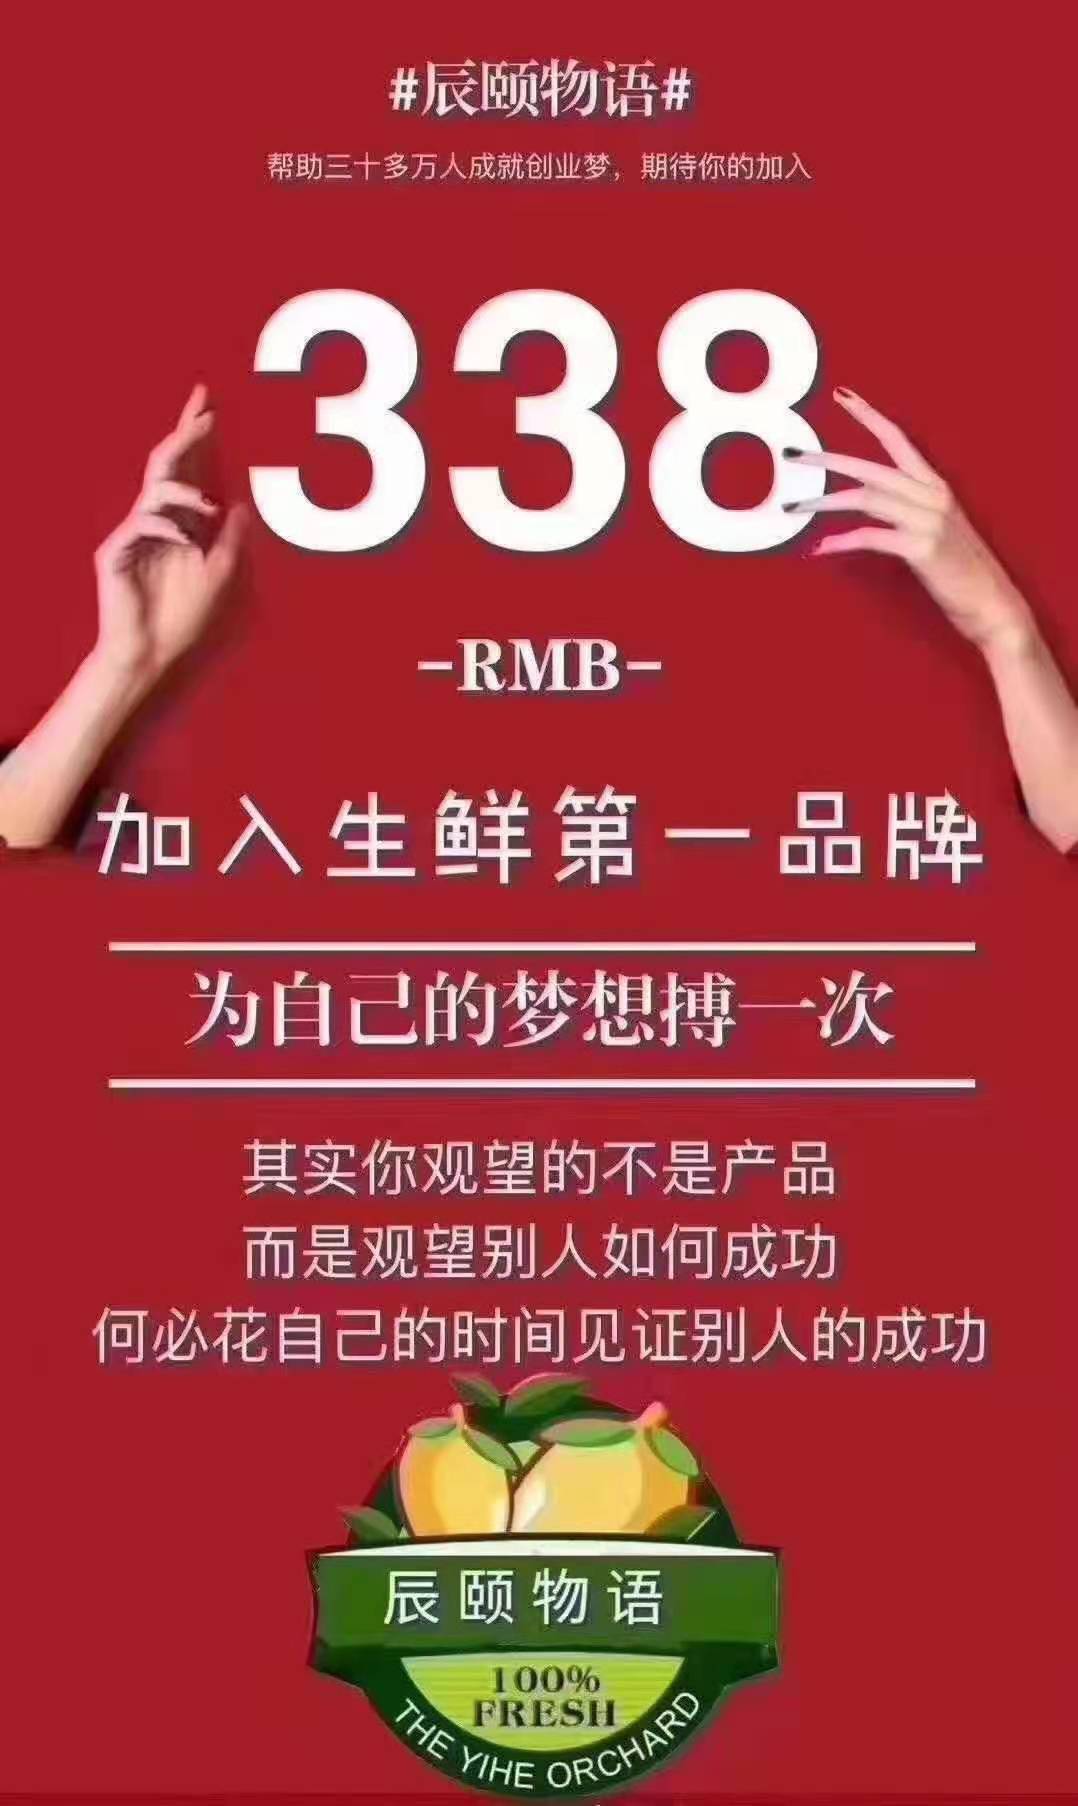 #辰颐物语#
帮助三十多万人成就创业梦，期待你的加入
338
-RMB-
加入生鲜第一品牌
为自己的梦想搏一次
其实你观望的不是产品
而是观望别人如何成功
何必花自己的时间见证别人的成功
辰颐物语
100%
FRESH
THE YIHE ORCHARD